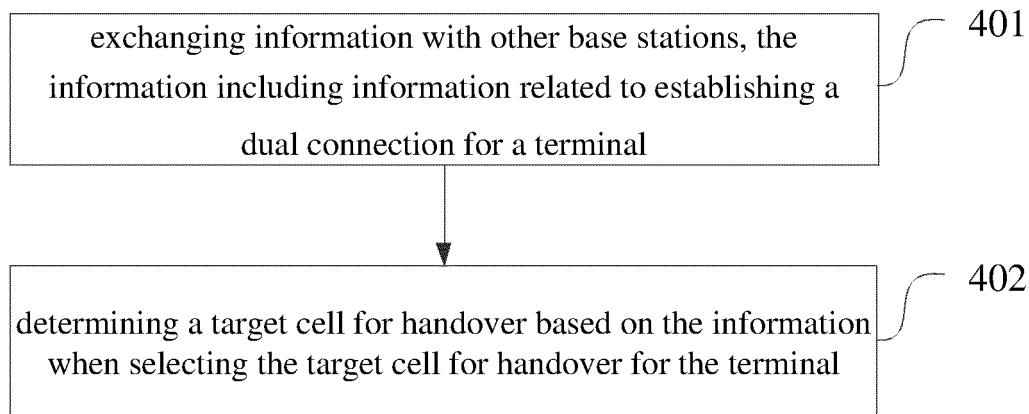 exchanging information with other base stations, the
information including information related to establishing a
dual connection for a terminal
401
determining a target cell for handover based on the information
when selecting the target cell for handover for the terminal
402